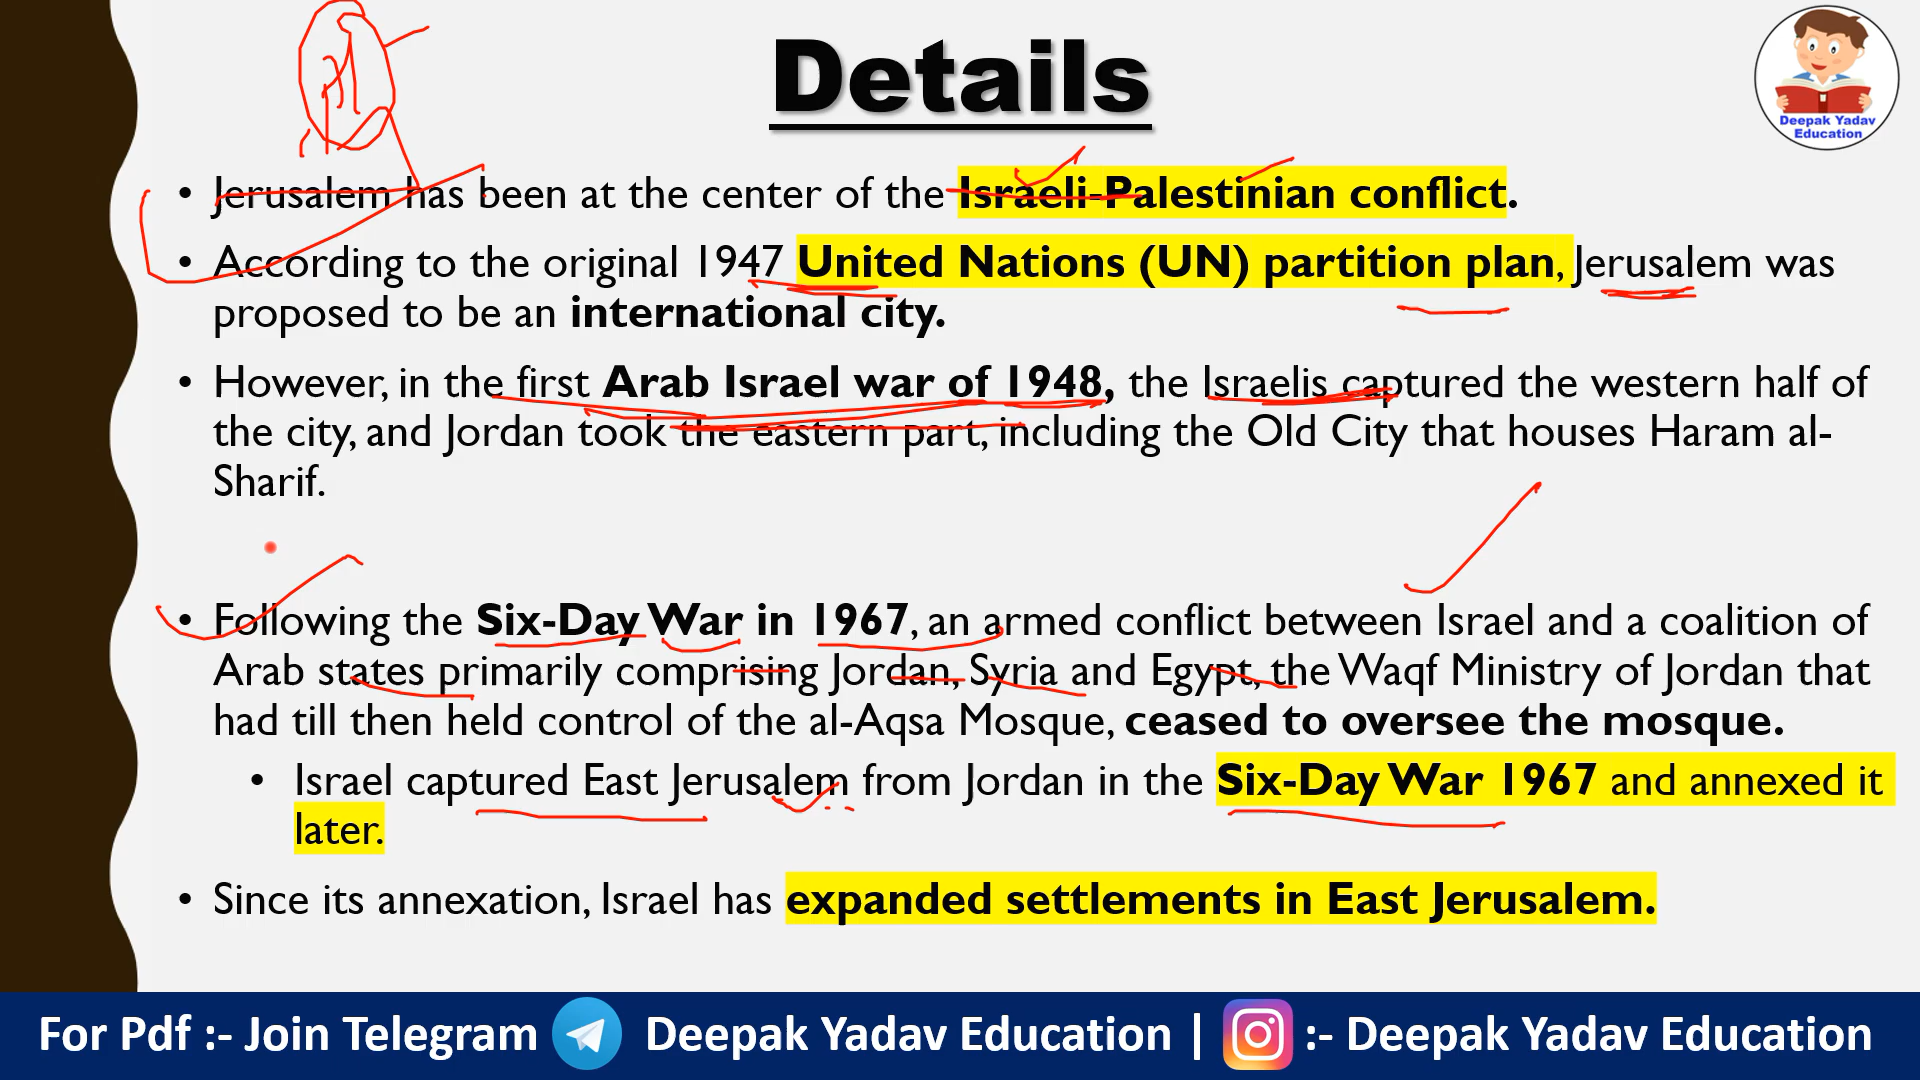 Details
Deepak Yadav
Education
• Jerusalem has been at the center of the Israeli-Palestinian conflict.
• According to the original 1947 United Nations (UN) partition plan, Jerusalem was
proposed to be an international city.
• However, in the first Arab Israel war of 1948, the Israelis captured the western half of
the city, and Jordan took the eastern part, including the Old City that houses Haram al-
Sharif.
• Following the Six-Day War in 1967, an armed conflict between Israel and a coalition of
Arab states primarily comprising Jordan, Syria and Egypt, the Waqf Ministry of Jordan that
had till then held control of the al-Aqsa Mosque, ceased to oversee the mosque.
• Israel captured East Jerusalem from Jordan in the Six-Day War 1967 and annexed it
later.
• Since its annexation, Israel has expanded settlements in East Jerusalem.
For Pdf :- Join Telegram Deepak Yadav Education | :- Deepak Yadav Education